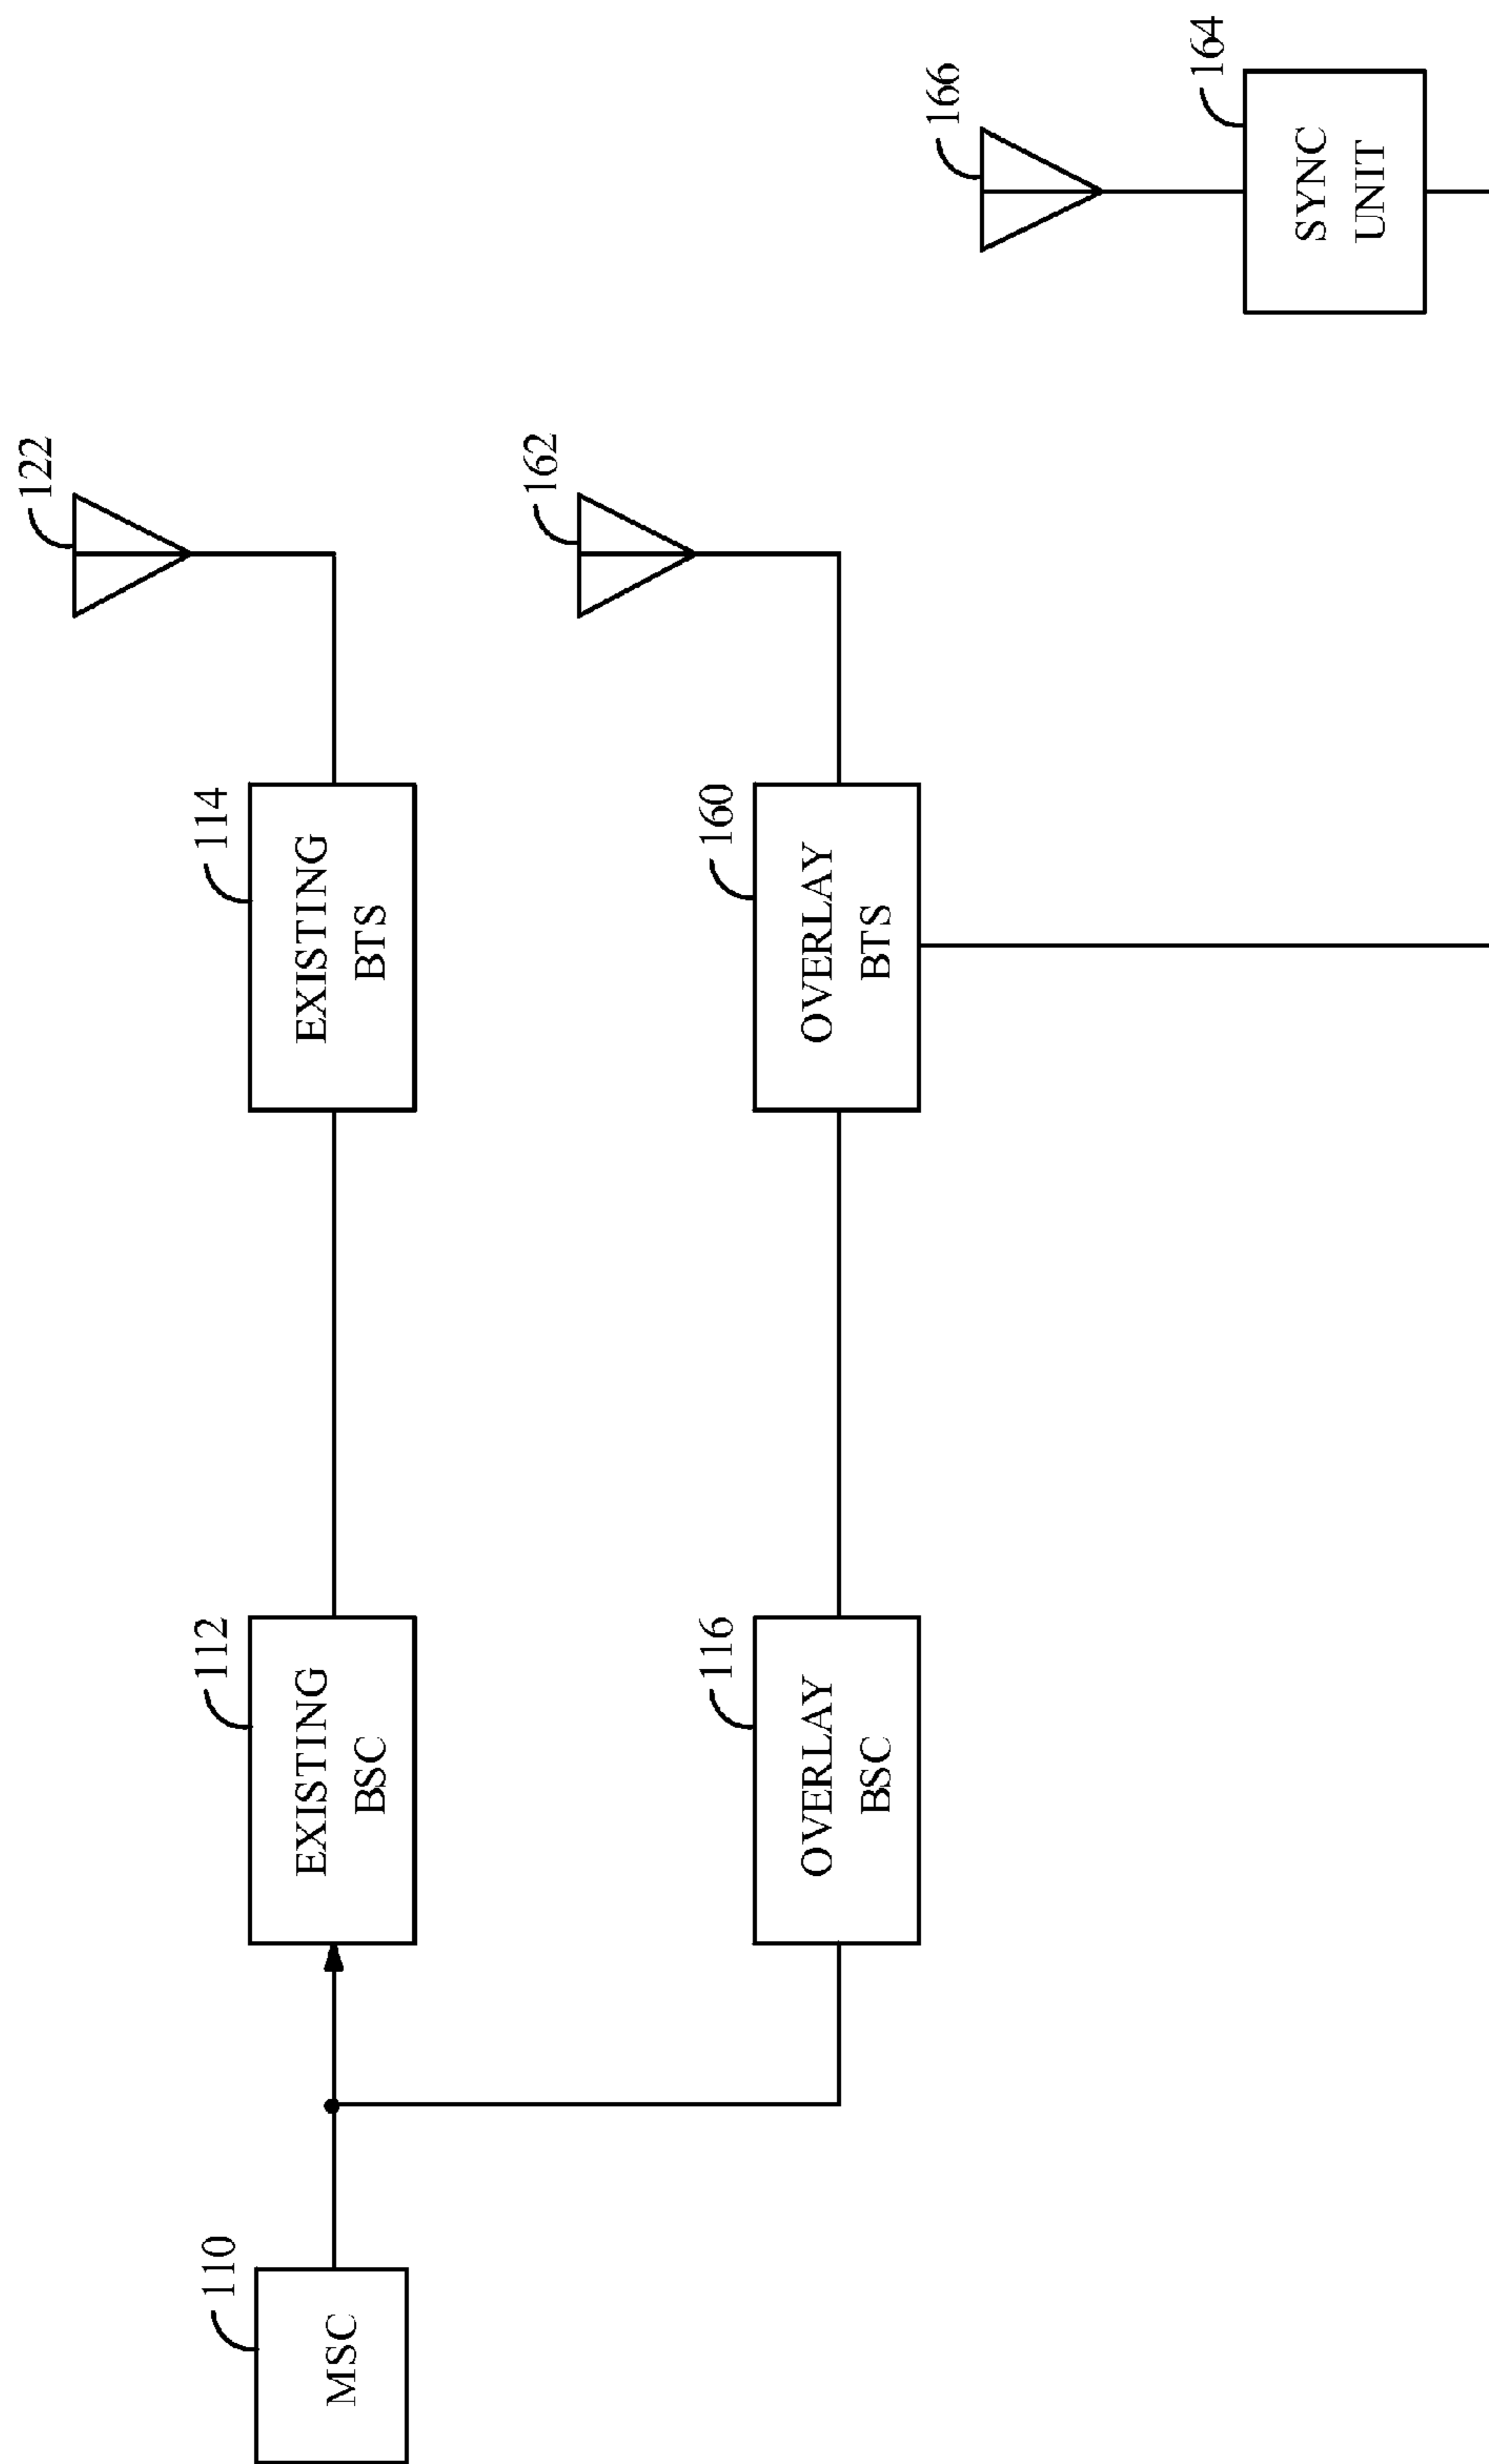 122
114
EXISTING
BTS
112
EXISTING
BSC
110
MSC
162
160
OVERLAY
BTS
116
OVERLAY
BSC
166
164
SYNC
UNIT